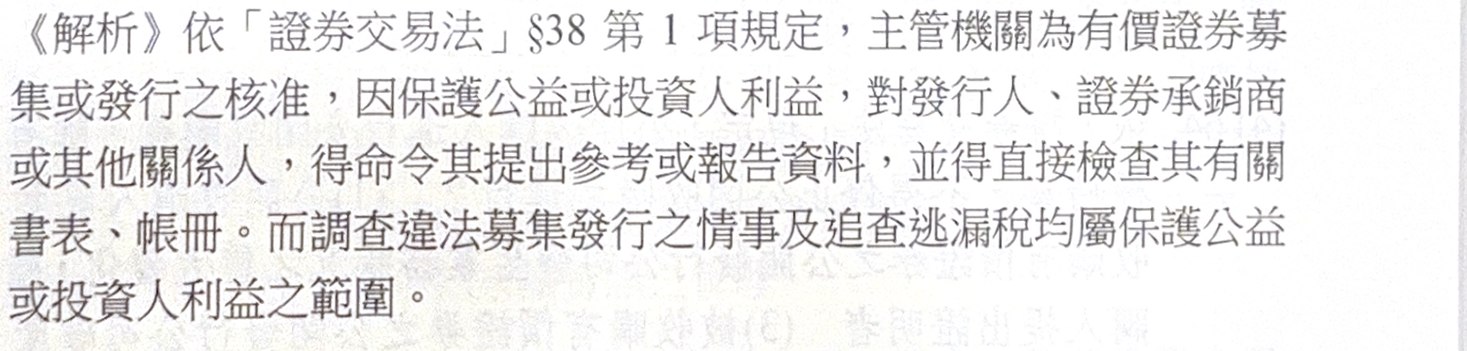 《解析》依「證券交易法」§38 第 1 項規定，主管機關為有價證券募
集或發行之核准，因保護公益或投資人利益，對發行人、證券承銷商
或其他關係人，得命令其提出參考或報告資料，並得直接檢查其有關
書表、帳冊。而調查違法募集發行之情事及追查逃漏稅均屬保護公益
或投資人利益之範圍。